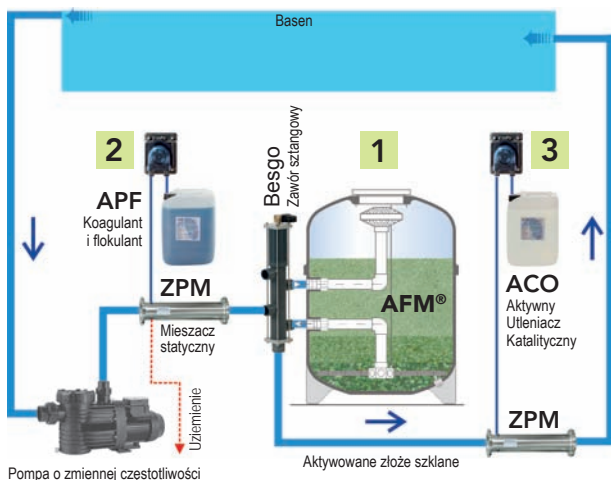 Basen
2
1
3
Besgo
Zawór sztangowy
APF
Koagulant
i flokulant
ZPM
Mieszacz
statyczny
AFM®
ACO
Aktywny
Utleniacz
Katalityczny
Uziemienie
ZPM
Aktywowane złoże szklane
Pompa o zmiennej częstotliwości